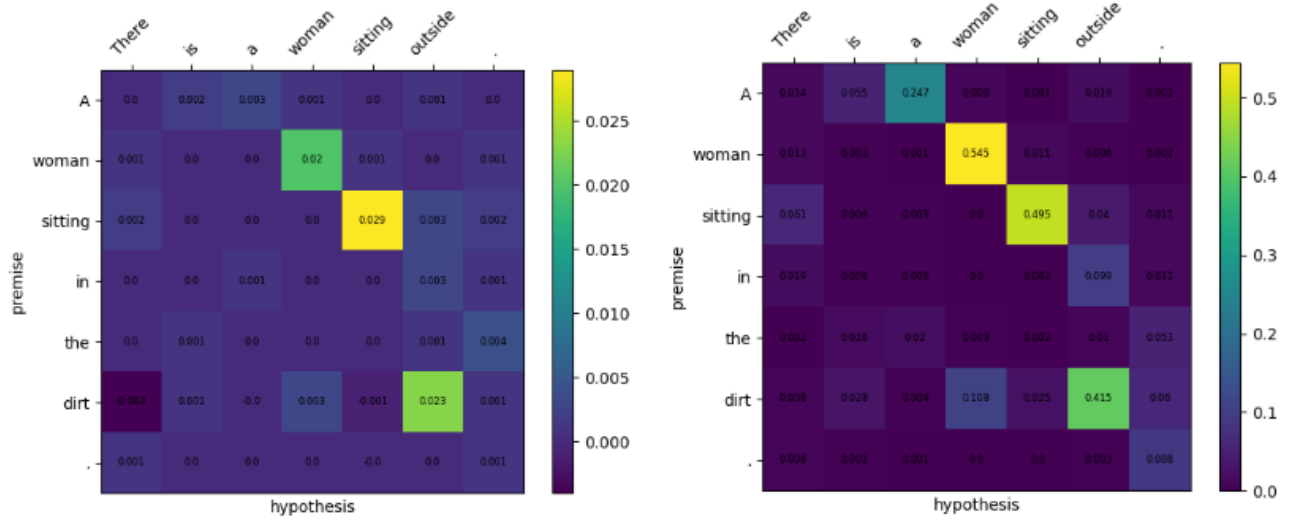 There is a woman sitting outside .
A 0.0 0.002 0.003 0.001 0.0 0.001 0.0
woman 0.001 0.0 0.0 0.02 0.001 0.0 0.001
sitting 0.002 0.0 0.0 0.0 0.029 0.003 0.002
in 0.0 0.0 0.001 0.0 0.0 0.003 0.001
the 0.0 0.001 0.0 0.0 0.0 0.001 0.004
dirt -0.004 0.001 -0.0 0.003 -0.001 0.023 0.001
. 0.001 0.0 0.0 0.0 -0.0 0.0 0.001
premise
hypothesis
0.025
0.020
0.015
0.010
0.005
0.000
There is a woman sitting outside .
A 0.014 0.055 0.247 0.008 0.001 0.019 0.002
woman 0.013 0.003 0.001 0.545 0.011 0.006 0.002
sitting 0.061 0.006 0.005 0.0 0.495 0.04 0.011
in 0.019 0.006 0.006 0.0 0.002 0.099 0.011
the 0.002 0.016 0.02 0.003 0.002 0.01 0.053
dirt 0.008 0.028 0.004 0.108 0.025 0.415 0.06
. 0.008 0.003 0.001 0.0 0.0 0.003 0.088
premise
hypothesis
0.5
0.4
0.3
0.2
0.1
0.0